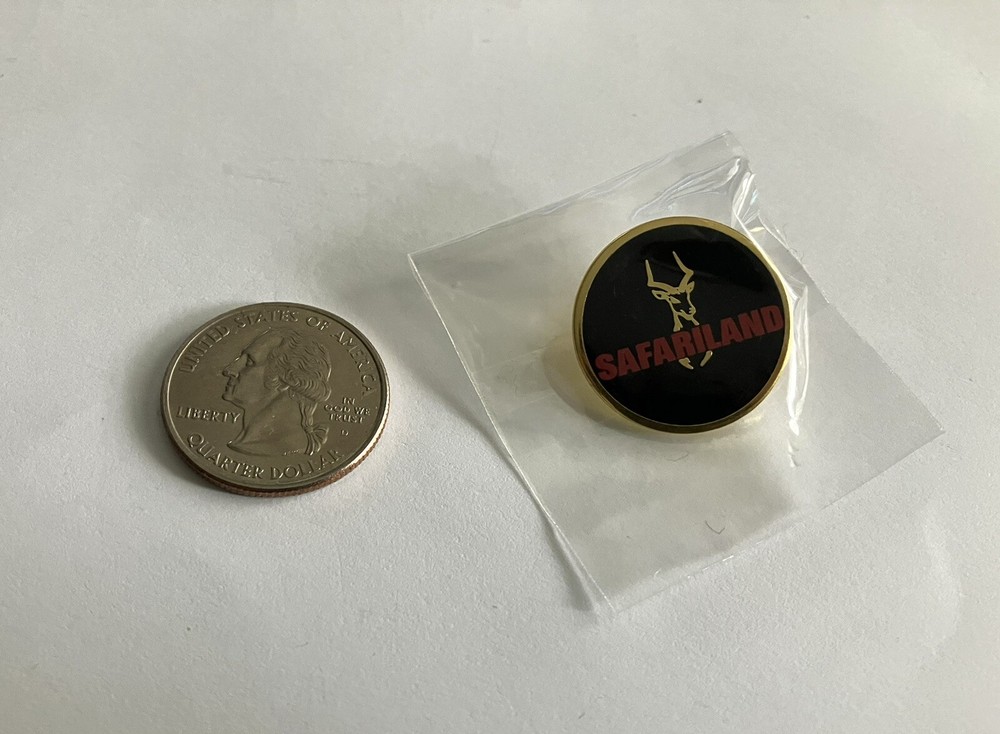 UNITED STATES OF AMERICA
LIBERTY
IN
GOD WE
TRUST
QUARTER DOLLAR
SAFARILAND